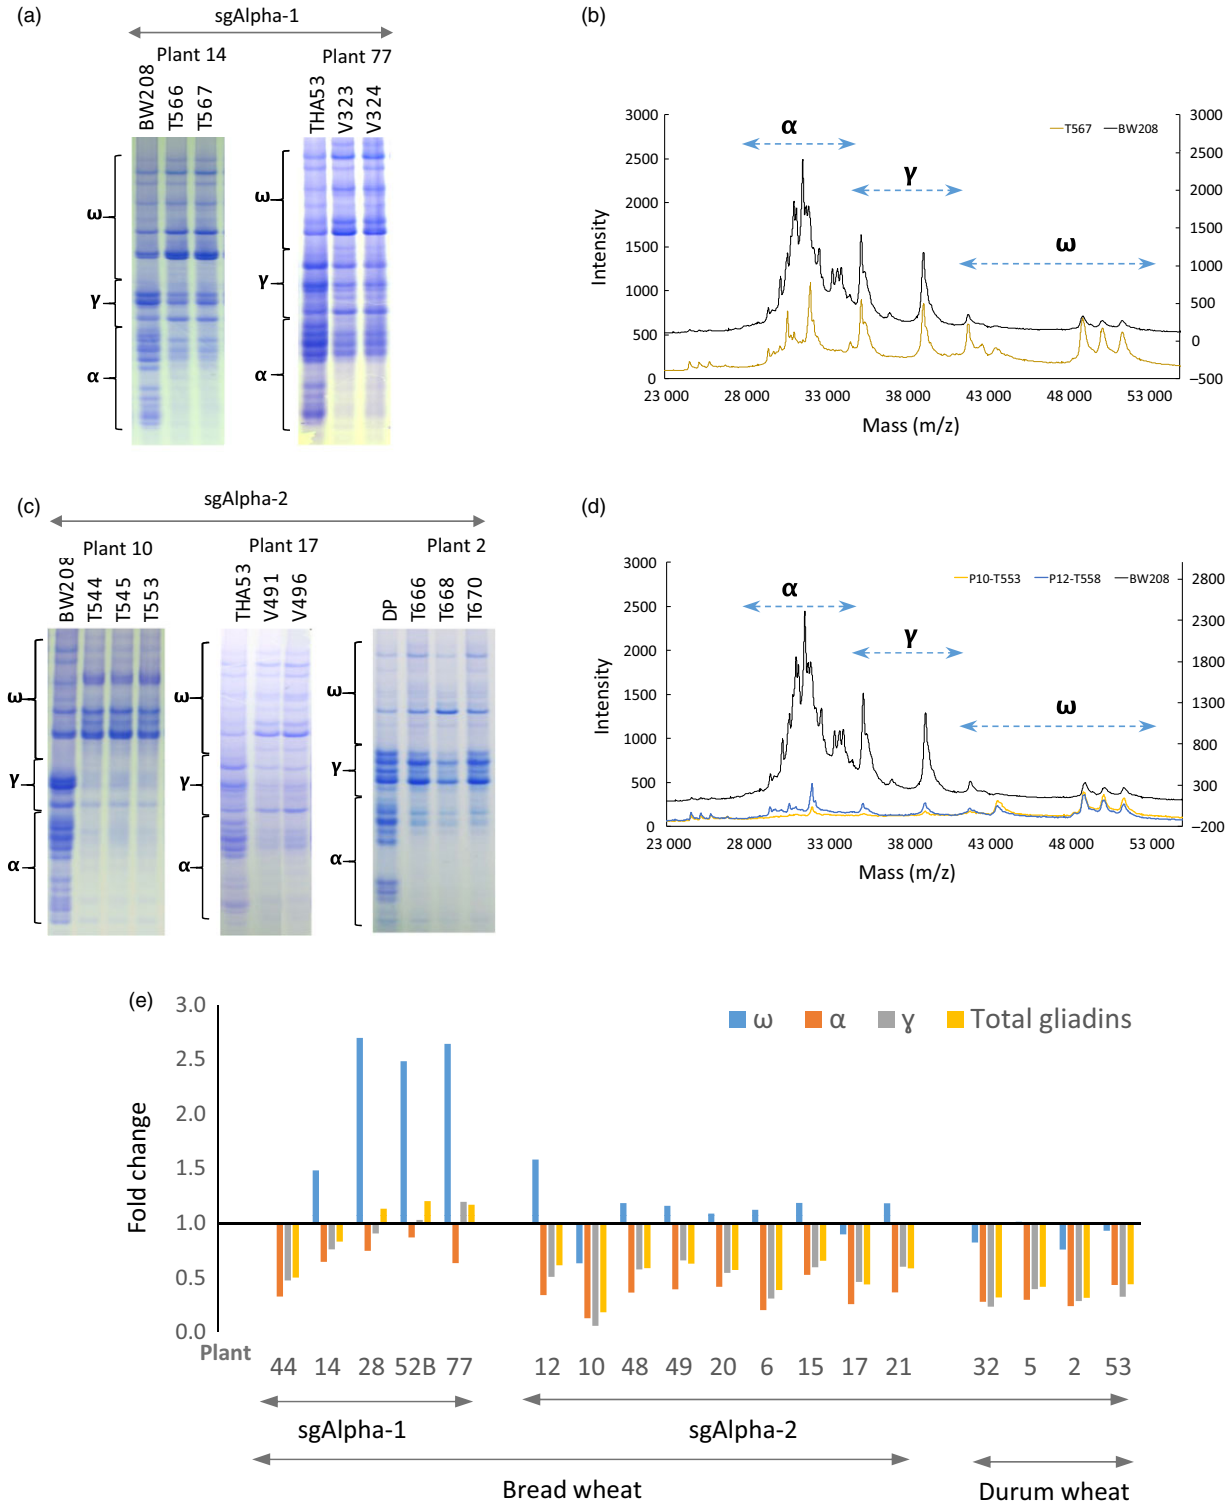 (a)
sgAlpha-1
Plant 14
Plant 77
BW208
T566
T567
THA53
V323
V324
ω
γ
α
ω
γ
α
(b)
T567
BW208
α
γ
ω
Intensity
3000
2500
2000
1500
1000
500
0
3000
2500
2000
1500
1000
500
0
−500
23 000
28 000
33 000
38 000
43 000
48 000
53 000
Mass (m/z)
(c)
sgAlpha-2
Plant 10
Plant 17
Plant 2
BW208
T544
T545
T553
THA53
V491
V496
DP
T666
T668
T670
ω
γ
α
ω
γ
α
ω
γ
α
(d)
P10-T553
P12-T558
BW208
α
γ
ω
Intensity
3000
2500
2000
1500
1000
500
0
2800
2300
1800
1300
800
300
−200
23 000
28 000
33 000
38 000
43 000
48 000
53 000
Mass (m/z)
(e)
ω
α
γ
Total gliadins
Fold change
3.0
2.5
2.0
1.5
1.0
0.5
0.0
Plant
44 14 28 52B 77 12 10 48 49 20 6 15 17 21 32 5 2 53
sgAlpha-1
sgAlpha-2
Bread wheat
Durum wheat